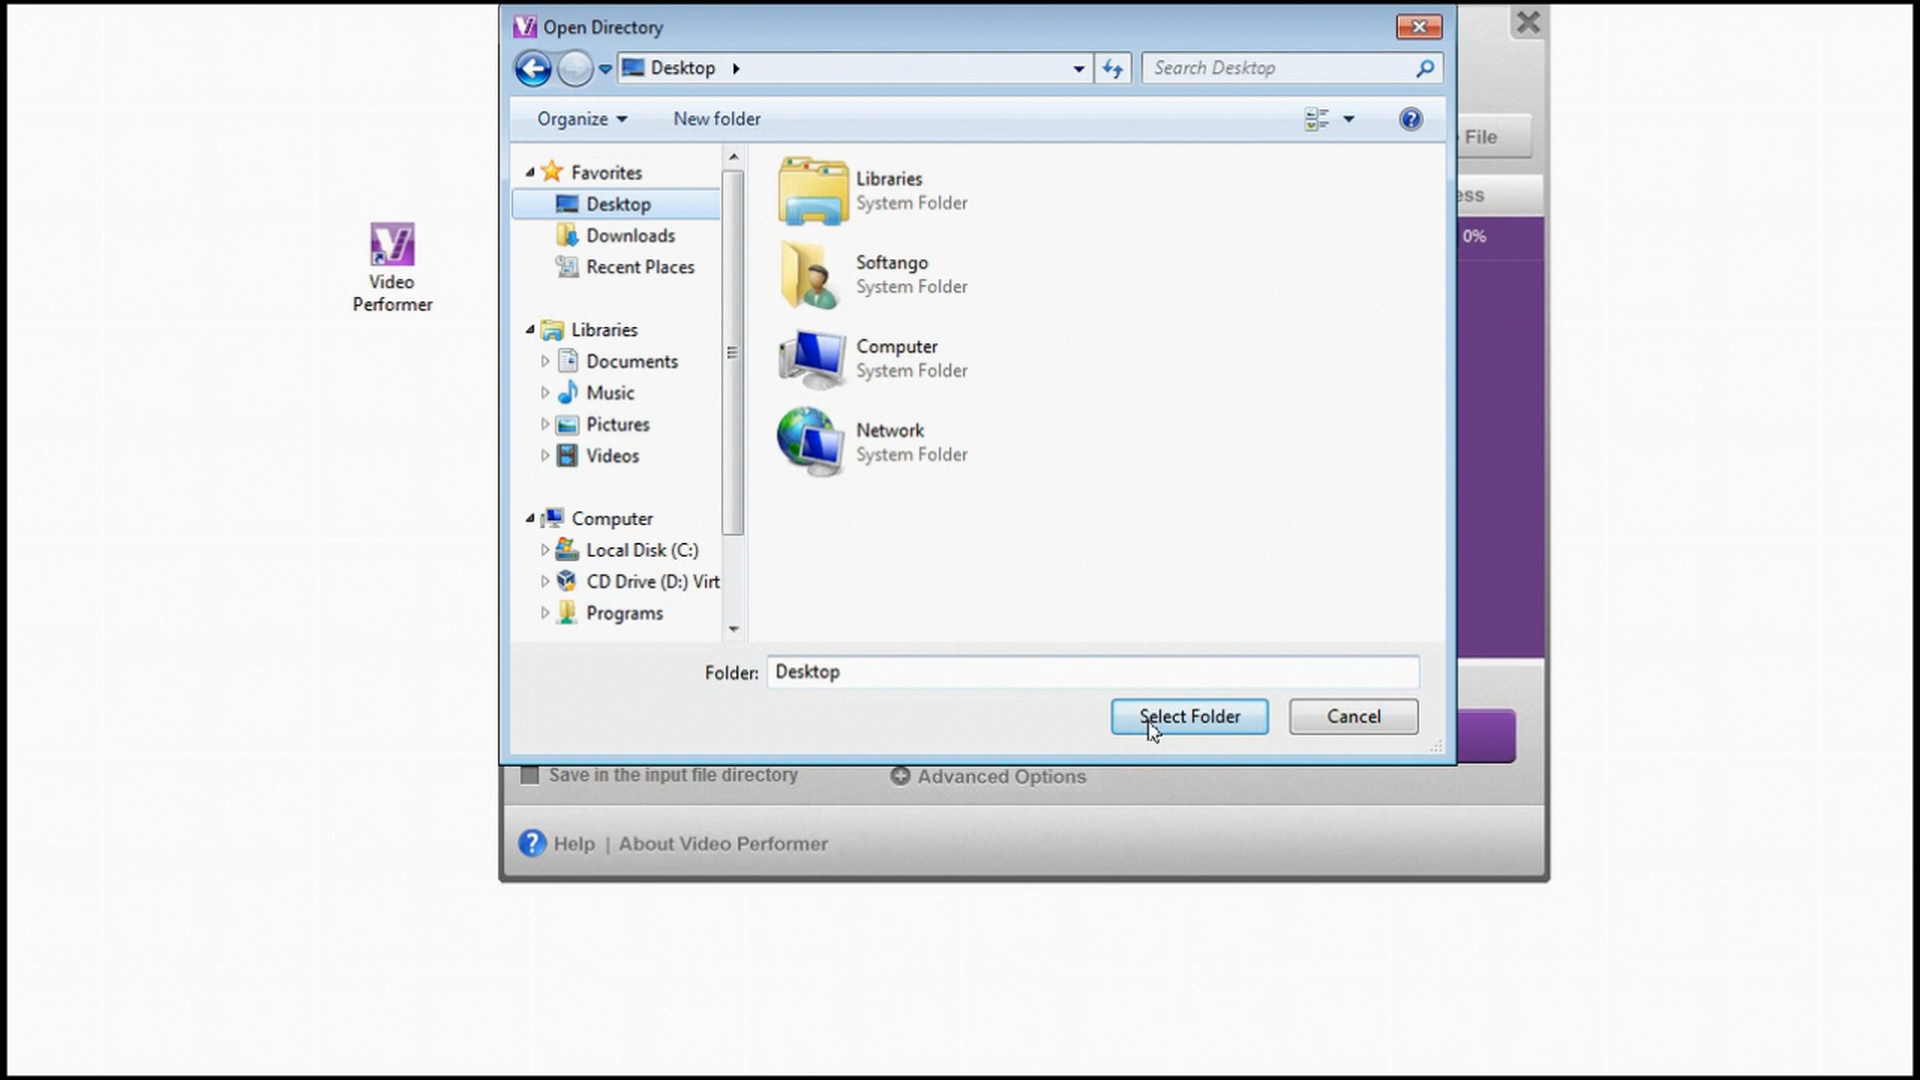 Open Directory
Desktop
Search Desktop
Organize
New folder
File
Favorites
Desktop
Downloads
Recent Places
Libraries
Documents
Music
Pictures
Videos
Computer
Local Disk (C:)
CD Drive (D:) Virt
Programs
Libraries
System Folder
Softango
System Folder
Computer
System Folder
Network
System Folder
ess
0%
Video
Performer
Folder: Desktop
Select Folder
Cancel
Save in the input file directory
Advanced Options
Help | About Video Performer